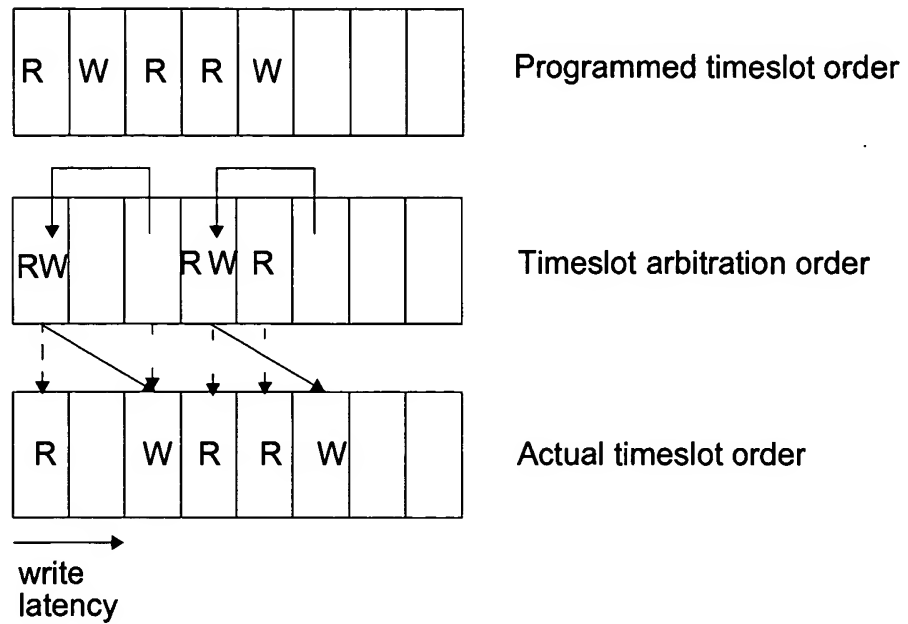 R W R R W Programmed timeslot order
RW R W R Timeslot arbitration order
R W R R W Actual timeslot order
write
latency